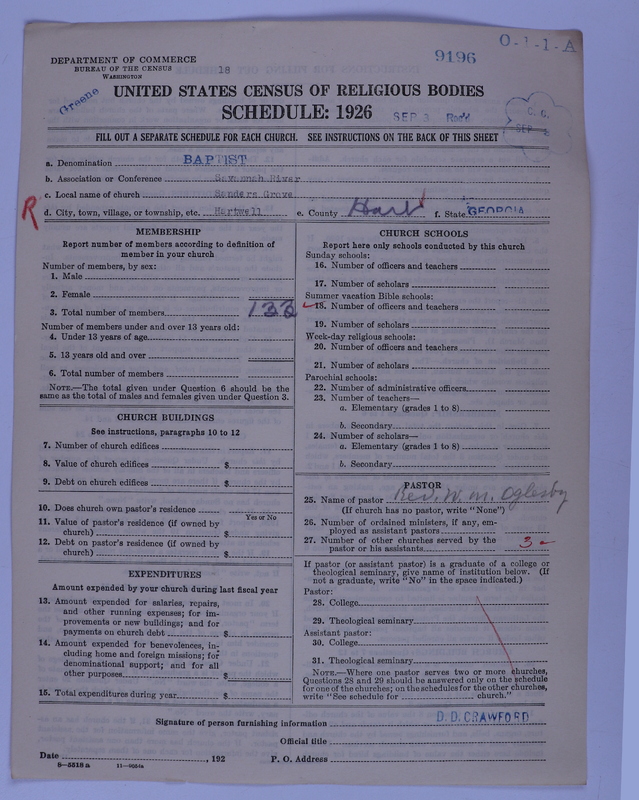 DEPARTMENT OF COMMERCE
BUREAU OF THE CENSUS
WASHINGTON
18
9196
O-1-1-A
Greene
UNITED STATES CENSUS OF RELIGIOUS BODIES
SCHEDULE: 1926
SEP 3 Rec'd
C. C.
SEP
FILL OUT A SEPARATE SCHEDULE FOR EACH CHURCH. SEE INSTRUCTIONS ON THE BACK OF THIS SHEET
a. Denomination BAPTIST
b. Association or Conference Savannah River
c. Local name of church Sanders Grove
R
d. City, town, village, or township, etc. Hartwell e. County Hart f. State GEORGIA
MEMBERSHIP
Report number of members according to definition of
member in your church
Number of members, by sex:
1. Male
2. Female
3. Total number of members 133
Number of members under and over 13 years old:
4. Under 13 years of age
5. 13 years old and over
6. Total number of members
NOTE.—The total given under Question 6 should be the
same as the total of males and females given under Question 3.
CHURCH BUILDINGS
See instructions, paragraphs 10 to 12
7. Number of church edifices
8. Value of church edifices $
9. Debt on church edifices $
10. Does church own pastor's residence
Yes or No
11. Value of pastor's residence (if owned by
church) $
12. Debt on pastor's residence (if owned by
church) $
EXPENDITURES
Amount expended by your church during last fiscal year
13. Amount expended for salaries, repairs,
and other running expenses; for im-
provements or new buildings; and for
payments on church debt $
14. Amount expended for benevolences, in-
cluding home and foreign missions; for
denominational support; and for all
other purposes $
15. Total expenditures during year $
CHURCH SCHOOLS
Report here only schools conducted by this church
Sunday schools:
16. Number of officers and teachers
17. Number of scholars
Summer vacation Bible schools:
18. Number of officers and teachers
19. Number of scholars
Week-day religious schools:
20. Number of officers and teachers
21. Number of scholars
Parochial schools:
22. Number of administrative officers
23. Number of teachers—
a. Elementary (grades 1 to 8)
b. Secondary
24. Number of scholars—
a. Elementary (grades 1 to 8)
b. Secondary
PASTOR
25. Name of pastor Rev. W. M. Oglesby
(If church has no pastor, write "None")
26. Number of ordained ministers, if any, em-
ployed as assistant pastors
27. Number of other churches served by the
pastor or his assistants 3
If pastor (or assistant pastor) is a graduate of a college or
theological seminary, give name of institution below. (If
not a graduate, write "No" in the space indicated.)
Pastor:
28. College
29. Theological seminary
Assistant pastor:
30. College
31. Theological seminary
NOTE.—Where one pastor serves two or more churches,
Questions 28 and 29 should be answered only on the schedule
for one of the churches; on the schedules for the other churches,
write "See schedule for church."
Signature of person furnishing information D. D. CRAWFORD
Official title
Date , 192 P. O. Address
8—5518a 11—9034a